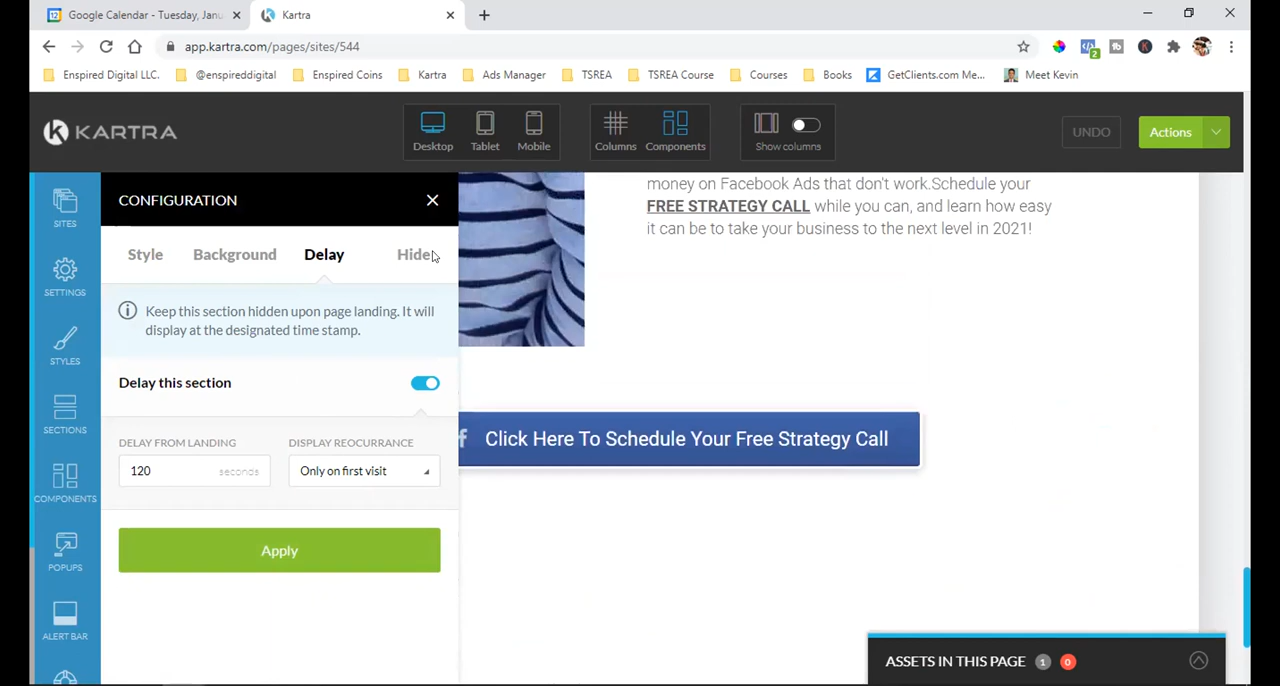 Google Calendar - Tuesday, Janu
Kartra
app.kartra.com/pages/sites/544
2
Enspired Digital LLC.
@enspireddigital
Enspired Coins
Kartra
Ads Manager
TSREA
TSREA Course
Courses
Books
GetClients.com Me...
Meet Kevin
KARTRA
Desktop
Tablet
Mobile
Columns
Components
Show columns
UNDO
Actions
SITES
SETTINGS
STYLES
SECTIONS
COMPONENTS
POPUPS
ALERT BAR
CONFIGURATION
Style
Background
Delay
Hide
Keep this section hidden upon page landing. It will
display at the designated time stamp.
Delay this section
DELAY FROM LANDING
DISPLAY REOCURRANCE
120
seconds
Only on first visit
Apply
money on Facebook Ads that don't work.Schedule your
FREE STRATEGY CALL while you can, and learn how easy
it can be to take your business to the next level in 2021!
Click Here To Schedule Your Free Strategy Call
ASSETS IN THIS PAGE 1 0